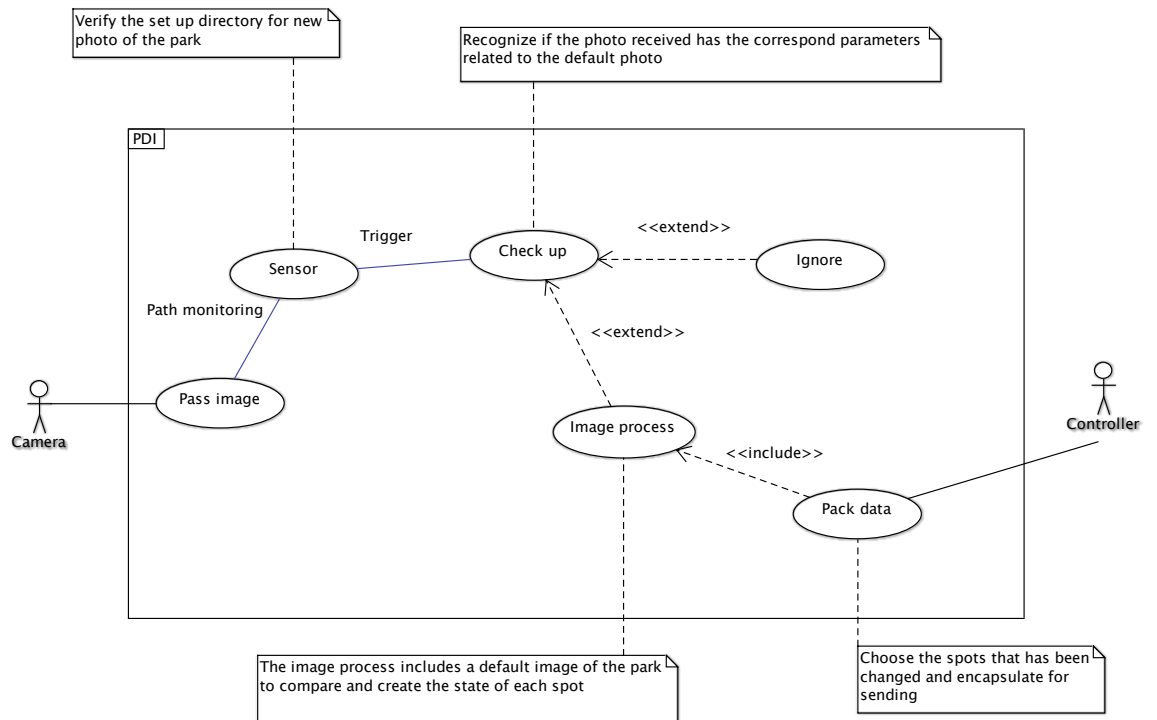 Verify the set up directory for new
photo of the park
Recognize if the photo received has the correspond parameters
related to the default photo
PDI
Trigger
<<extend>>
Check up
Sensor
Ignore
Path monitoring
<<extend>>
Pass image
Camera
Controller
Image process
<<include>>
Pack data
The image process includes a default image of the park
to compare and create the state of each spot
Choose the spots that has been
changed and encapsulate for
sending